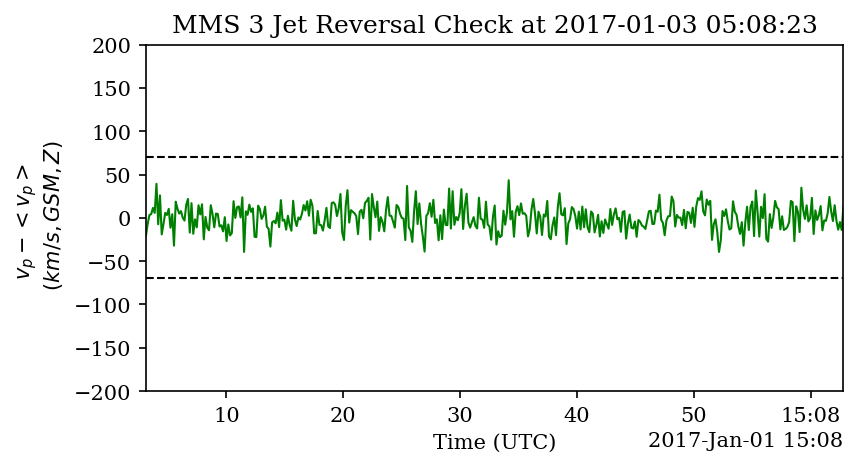 MMS 3 Jet Reversal Check at 2017-01-03 05:08:23
200
150
100
50
0
−50
−100
−150
−200
v_p − < v_p >
(km/s, GSM, Z)
10 20 30 40 50 15:08
Time (UTC)
2017-Jan-01 15:08